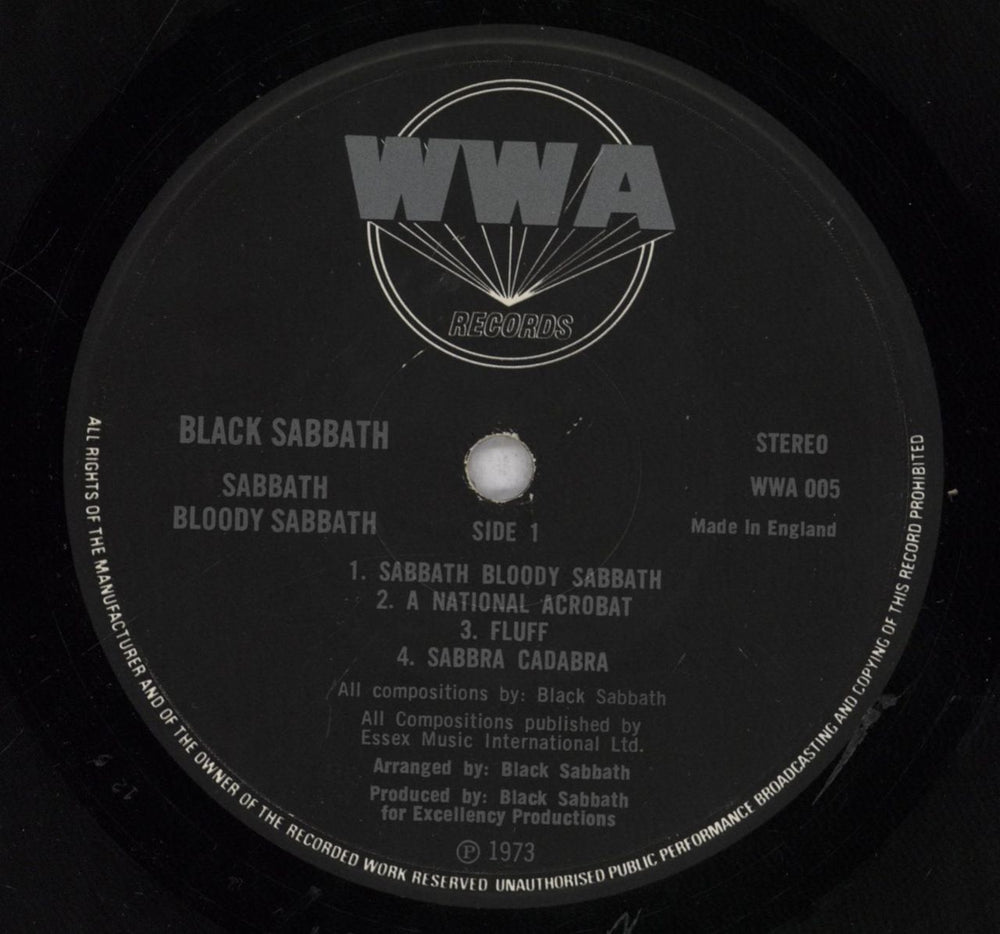 WWA
RECORDS
BLACK SABBATH
SABBATH
BLOODY SABBATH
STEREO
WWA 005
Made In England
SIDE 1
1. SABBATH BLOODY SABBATH
2. A NATIONAL ACROBAT
3. FLUFF
4. SABBRA CADABRA
All compositions by: Black Sabbath
All Compositions published by
Essex Music International Ltd.
Arranged by: Black Sabbath
Produced by: Black Sabbath
for Excellency Productions
Ⓟ 1973
ALL RIGHTS OF THE MANUFACTURER AND OF THE OWNER OF THE RECORDED WORK RESERVED UNAUTHORISED PUBLIC PERFORMANCE BROADCASTING AND COPYING OF THIS RECORD PROHIBITED